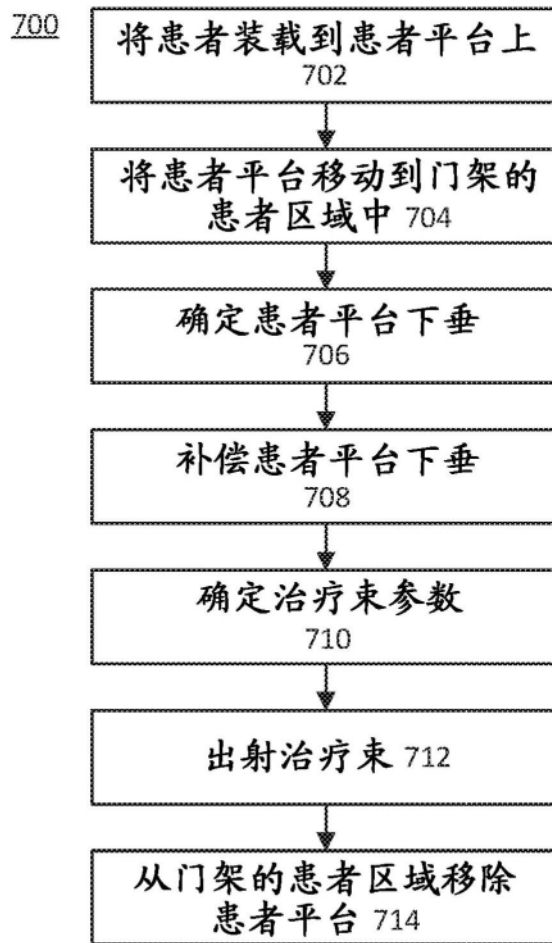 700
将患者装载到患者平台上
702
将患者平台移动到门架的
患者区域中 704
确定患者平台下垂
706
补偿患者平台下垂
708
确定治疗束参数
710
出射治疗束 712
从门架的患者区域移除
患者平台 714